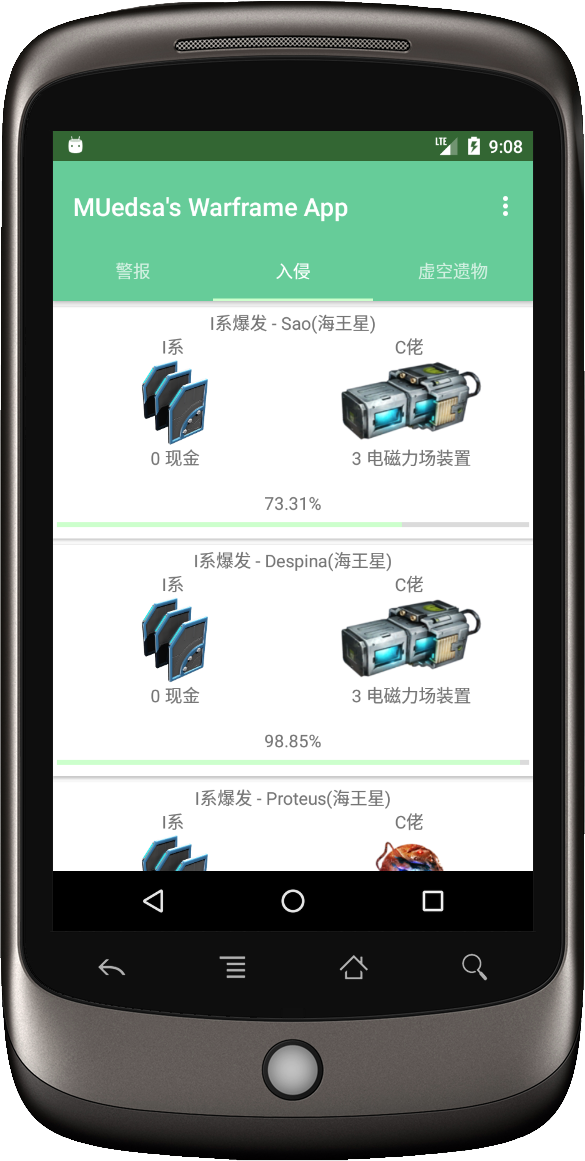 LTE 9:08
MUedsa's Warframe App
警报 入侵 虚空遗物
I系爆发 - Sao(海王星)
I系 C佬
0 现金 3 电磁力场装置
73.31%
I系爆发 - Despina(海王星)
I系 C佬
0 现金 3 电磁力场装置
98.85%
I系爆发 - Proteus(海王星)
I系 C佬